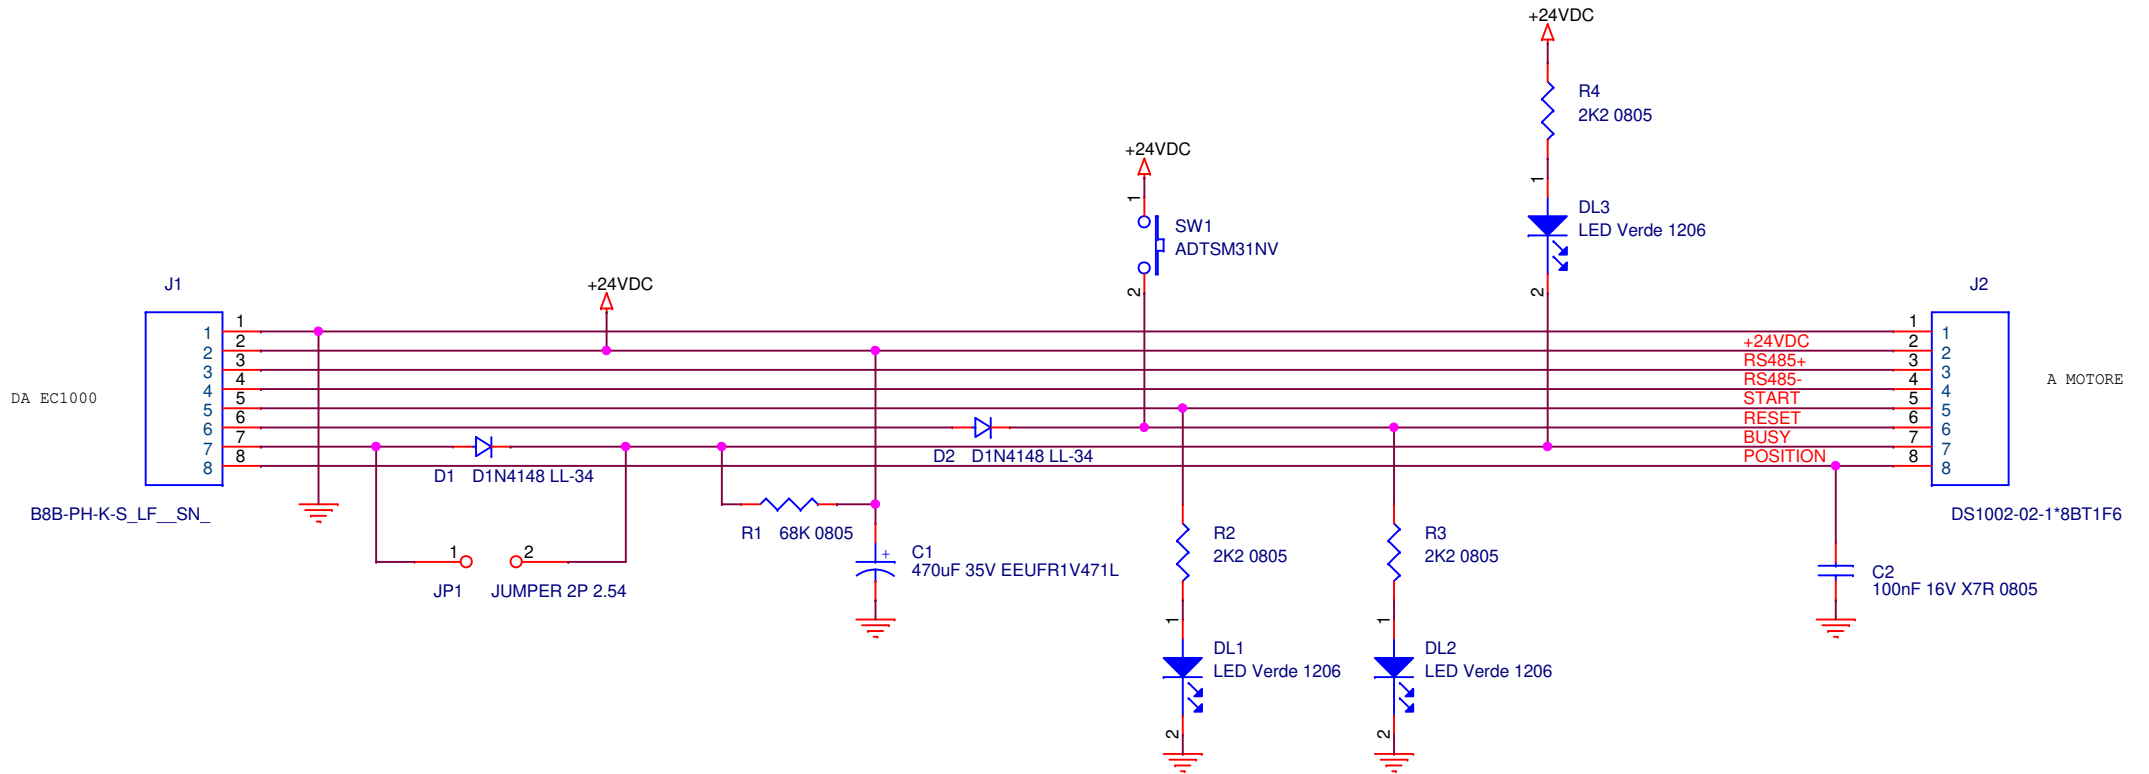 +24VDC
R4
2K2 0805
+24VDC
1
1
DL3
LED Verde 1206
SW1
ADTSM31NV
2
2
J1
+24VDC
J2
1
1
1
1
2
2
+24VDC
2
2
3
3
RS485+
3
3
4
4
RS485-
4
4
5
5
START
5
5
6
6
RESET
6
6
7
7
BUSY
7
7
8
8
POSITION
8
8
DA EC1000
A MOTORE
D1 D1N4148 LL-34
D2 D1N4148 LL-34
B8B-PH-K-S_LF__SN_
DS1002-02-1*8BT1F6
R1 68K 0805
1 2
JP1 JUMPER 2P 2.54
C1
470uF 35V EEUFR1V471L
R2
2K2 0805
R3
2K2 0805
C2
100nF 16V X7R 0805
1
1
DL1
LED Verde 1206
DL2
LED Verde 1206
2
2
+